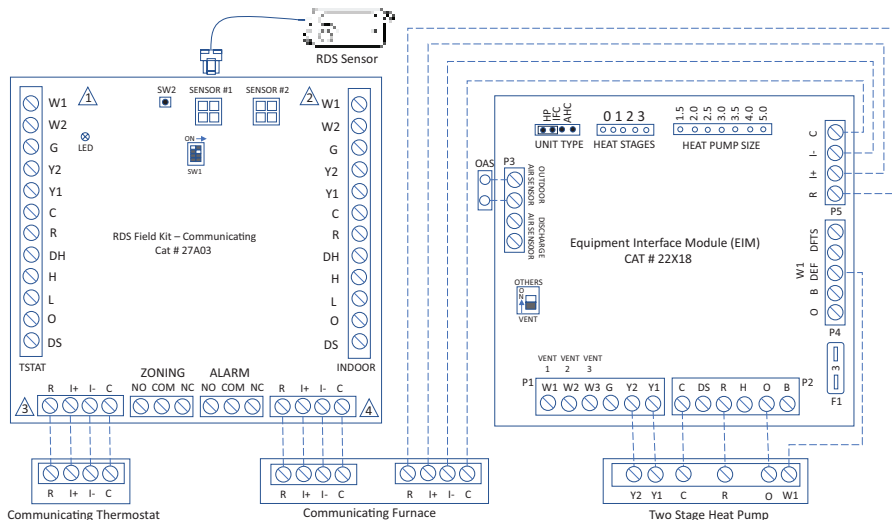 RDS Sensor
SW2
SENSOR #1
SENSOR #2
1
2
LED
ON
SW1
W1
W2
G
Y2
Y1
C
R
DH
H
L
O
DS
TSTAT
RDS Field Kit – Communicating
Cat # 27A03
W1
W2
G
Y2
Y1
C
R
DH
H
L
O
DS
INDOOR
3
R I+ I- C
ZONING
NO COM NC
ALARM
NO COM NC
R I+ I- C
4
R I+ I- C
Communicating Thermostat
R I+ I- C
R I+ I- C
Communicating Furnace
HP
IFC
AHC
UNIT TYPE
0 1 2 3
HEAT STAGES
1.5
2.0
2.5
3.0
3.5
4.0
5.0
HEAT PUMP SIZE
OAS
P3
OUTDOOR
AIR SENSOR
DISCHARGE
AIR SENSOR
Equipment Interface Module (EIM)
CAT # 22X18
OTHERS
ON
VENT
C
I-
I+
R
P5
DFTS
W1
DEF
B
O
P4
3
F1
VENT VENT VENT
1 2 3
P1
W1 W2 W3 G Y2 Y1
C DS R H O B
P2
Y2 Y1 C R O W1
Two Stage Heat Pump